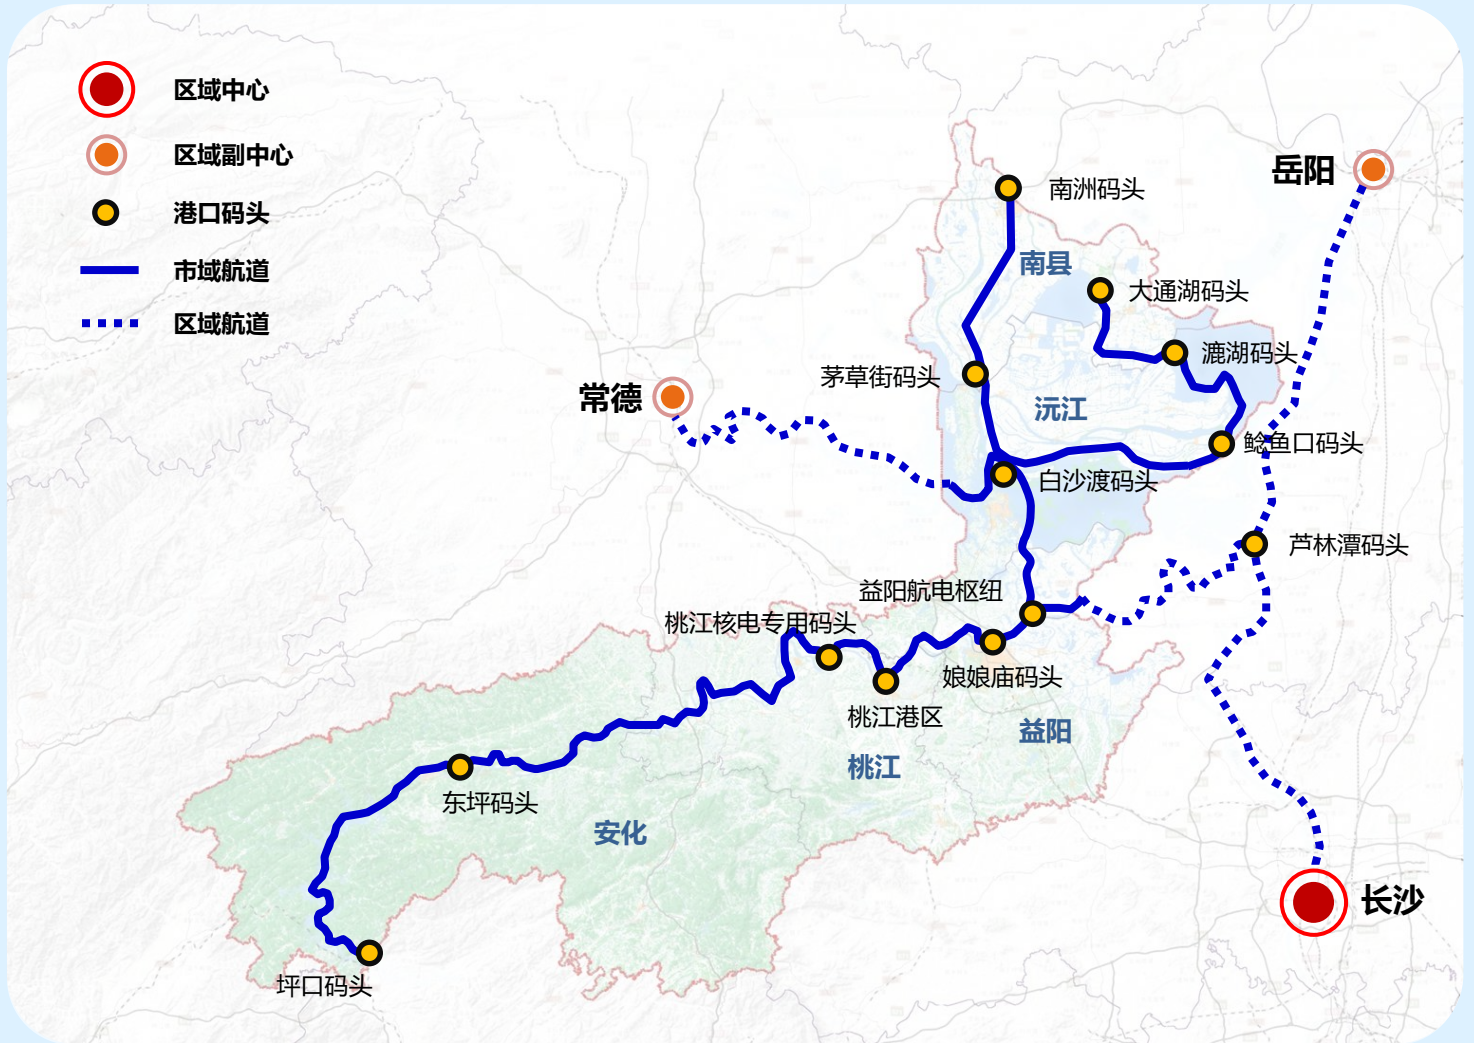 区域中心
区域副中心
港口码头
市域航道
区域航道
岳阳
南洲码头
南县
大通湖码头
漉湖码头
茅草街码头
常德
沅江
鲶鱼口码头
白沙渡码头
芦林潭码头
益阳航电枢纽
桃江核电专用码头
娘娘庙码头
桃江港区
益阳
桃江
东坪码头
安化
长沙
坪口码头